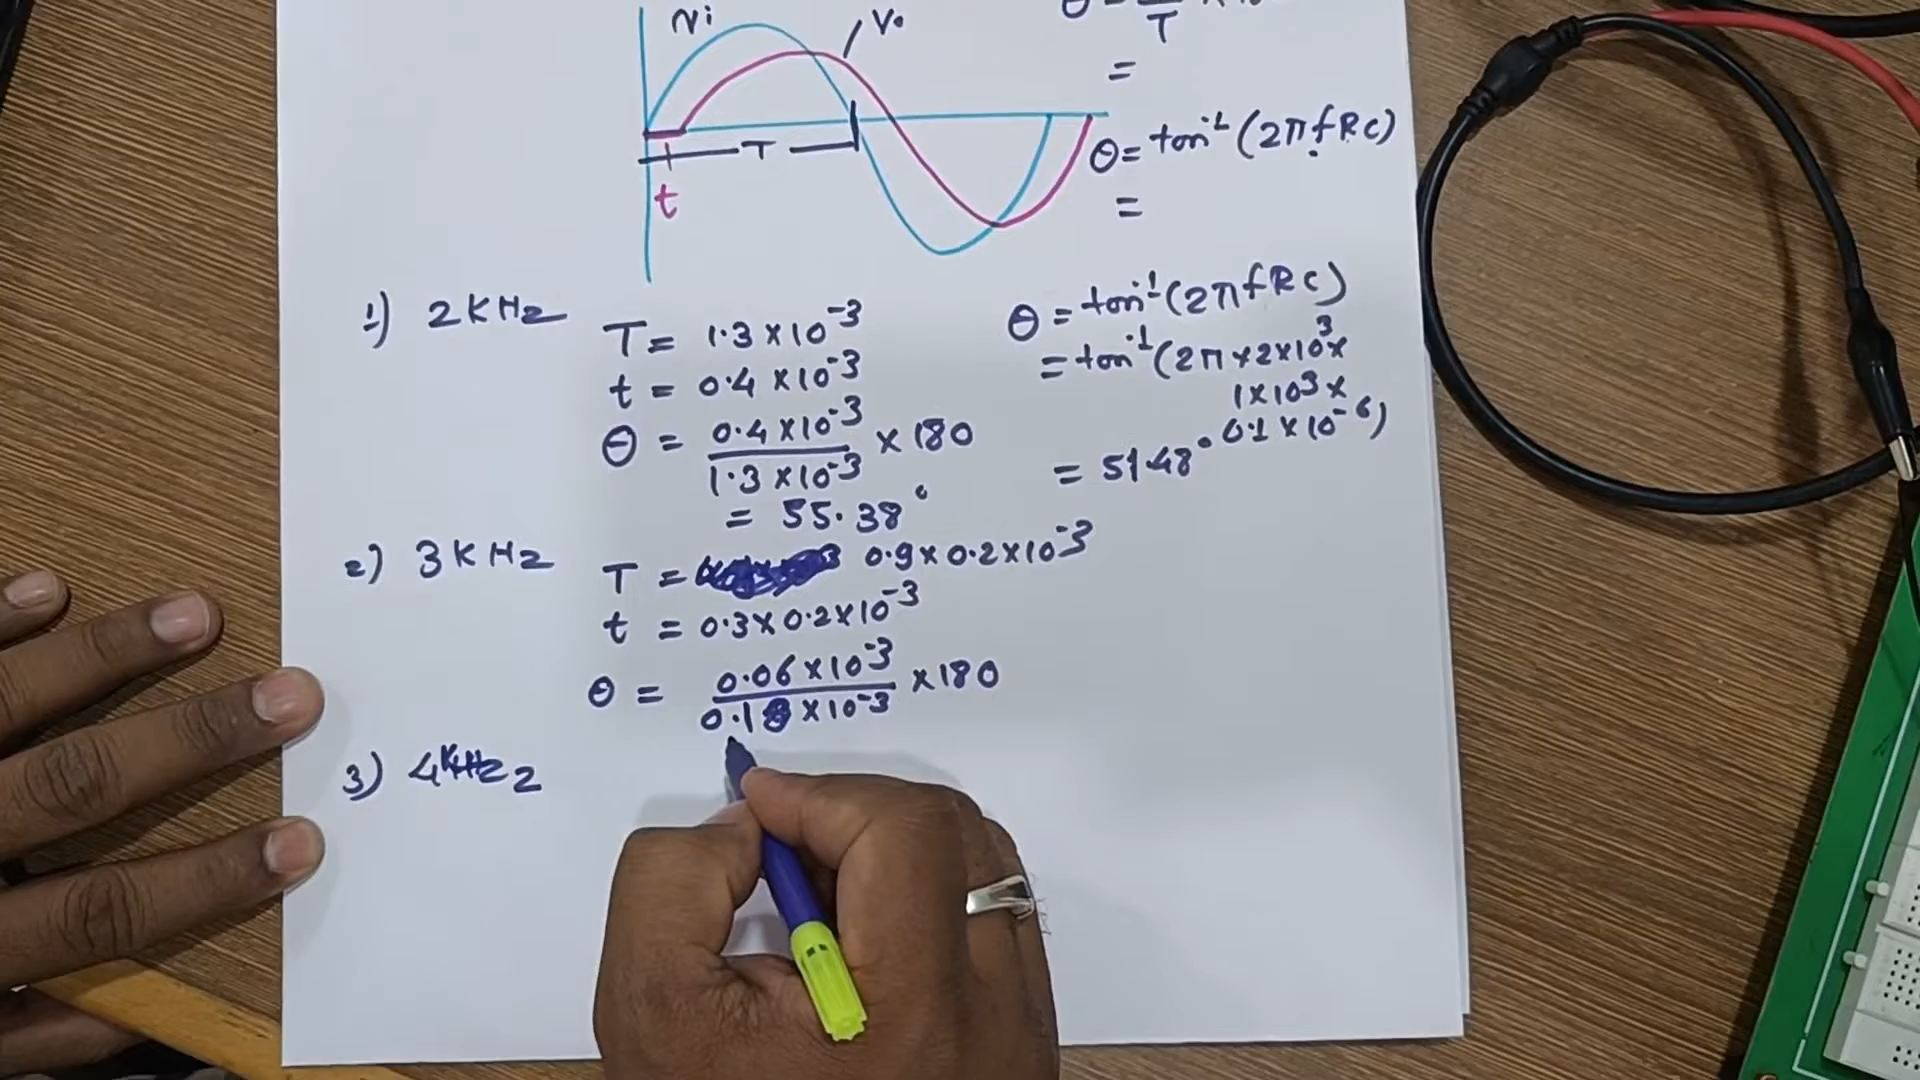 Vi
Vo
T
=
θ = tan⁻¹ (2πfRC)
=
T
t
1) 2KHz
T = 1.3 × 10⁻³
t = 0.4 × 10⁻³
θ = 0.4 × 10⁻³ / 1.3 × 10⁻³ × 180
= 55.38°
θ = tan⁻¹ (2πfRC)
= tan⁻¹ (2π × 2 × 10³ ×
1 × 10³ ×
0.1 × 10⁻⁶)
= 51.48°
2) 3KHz
T = 0.9 × 0.2 × 10⁻³
t = 0.3 × 0.2 × 10⁻³
θ = 0.06 × 10⁻³ / 0.18 × 10⁻³ × 180
3) 4KHz